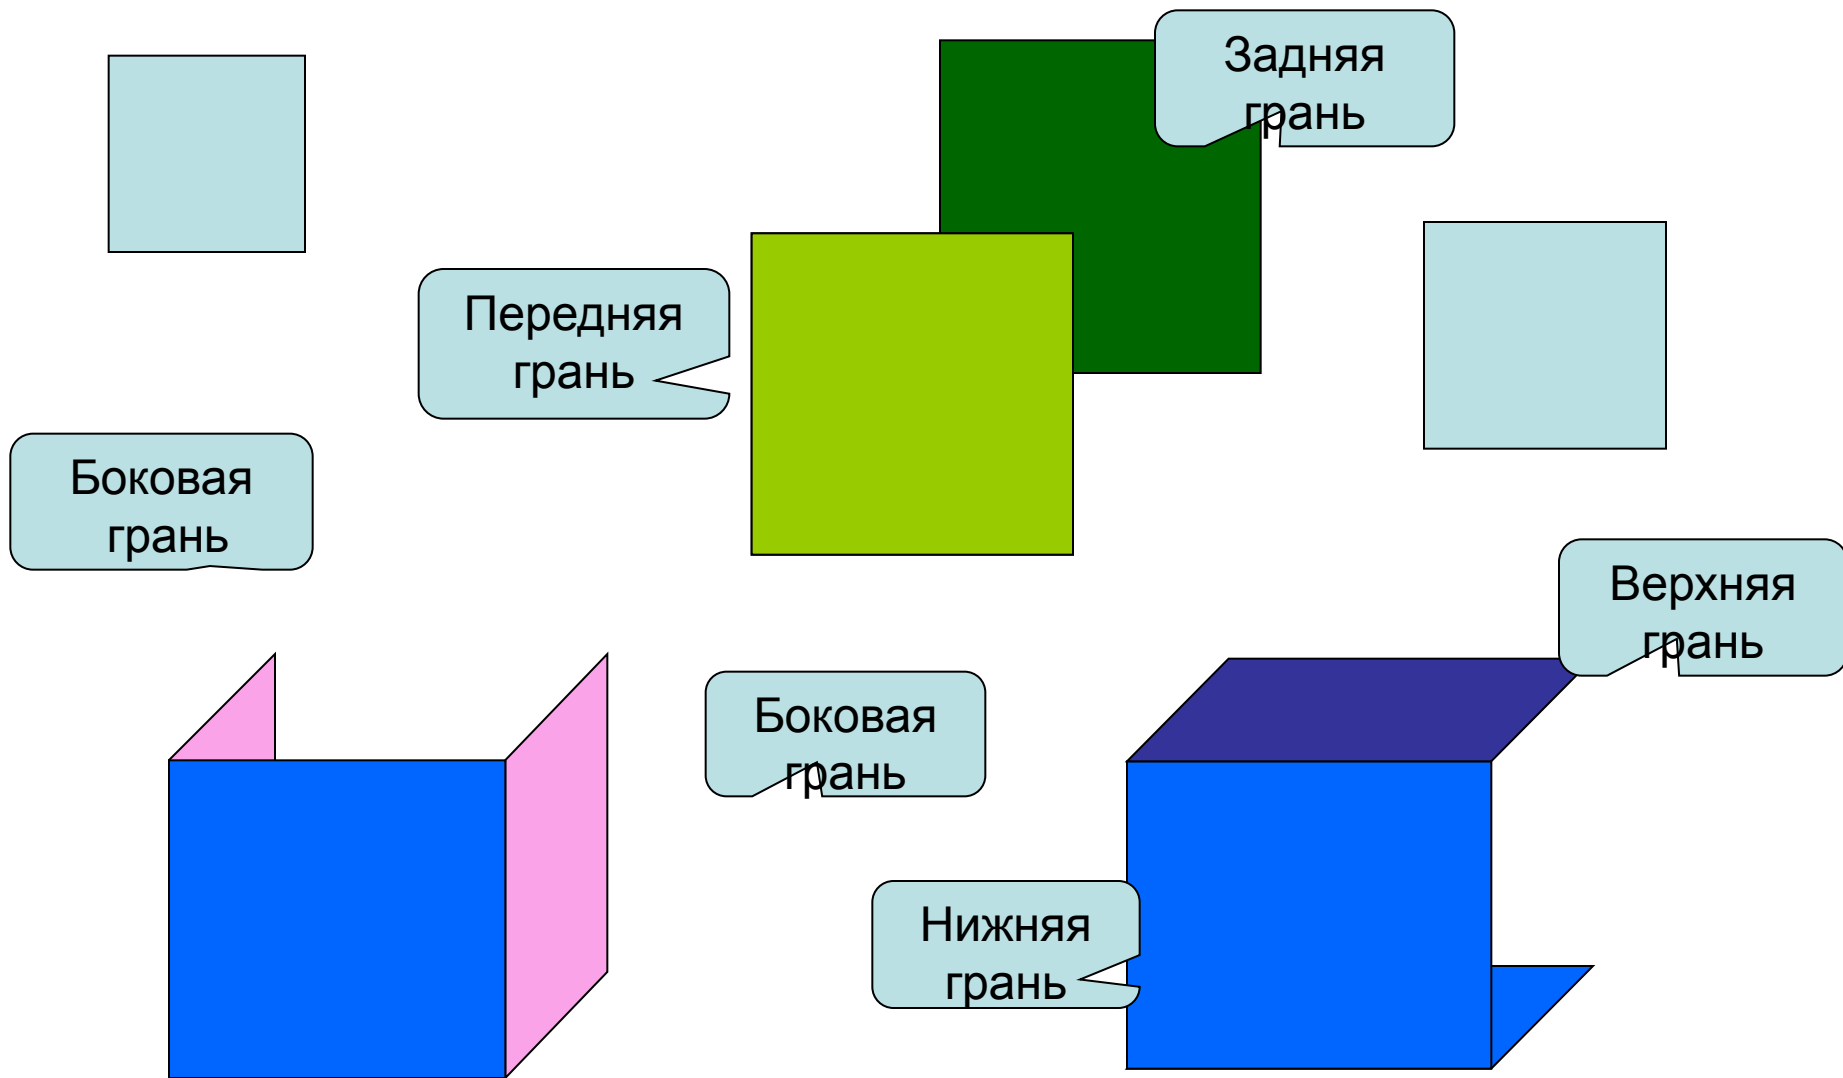 Задняя
грань
Передняя
грань
Боковая
грань
Верхняя
грань
Боковая
грань
Нижняя
грань